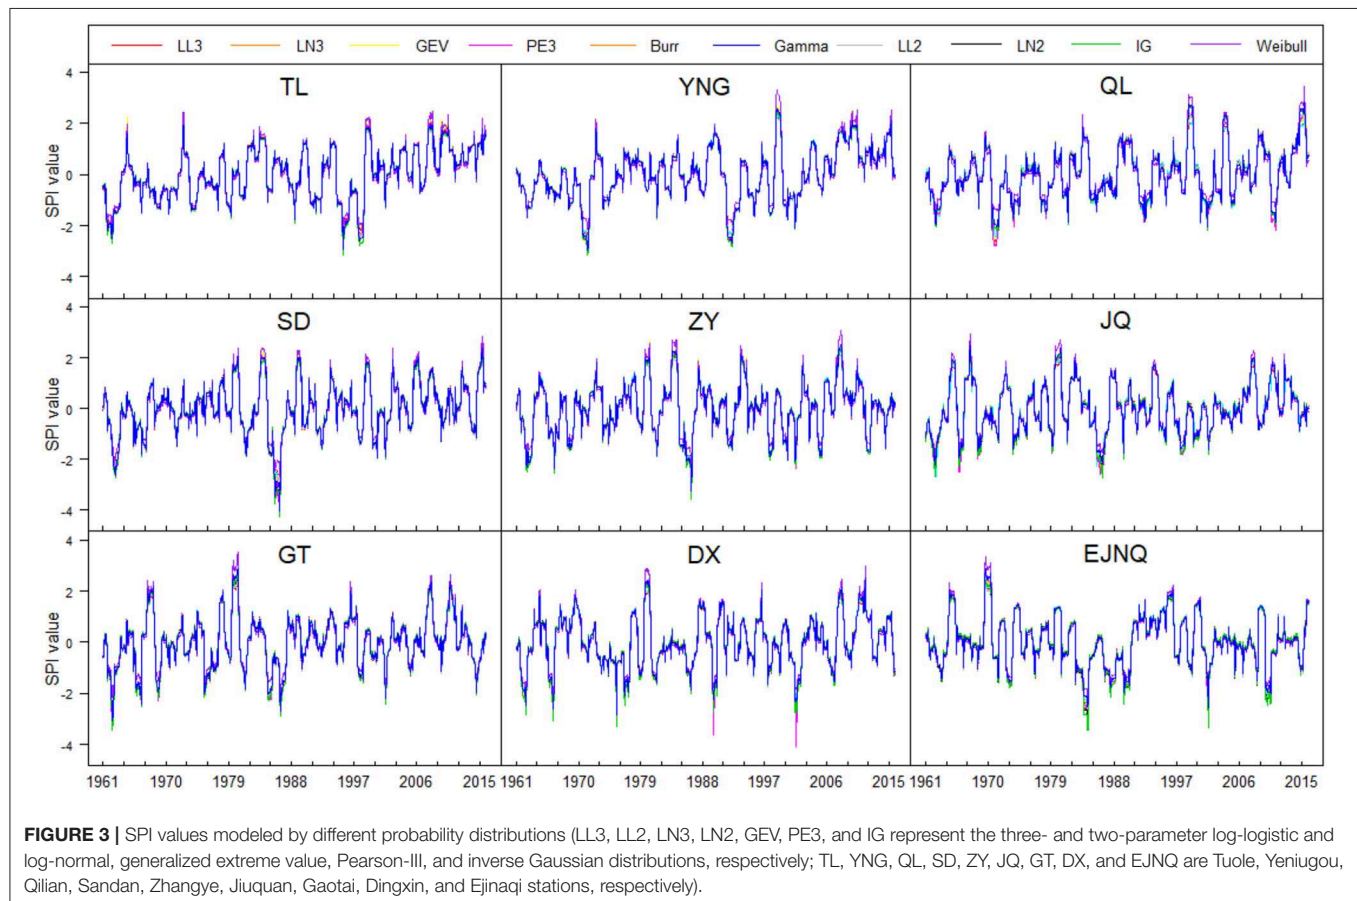 LL3 LN3 GEV PE3 Burr Gamma LL2 LN2 IG Weibull
TL YNG QL
4
2
0
-2
-4
SPI value
SD ZY JQ
4
2
0
-2
-4
SPI value
GT DX EJNQ
4
2
0
-2
-4
SPI value
1961 1970 1979 1988 1997 2006 2015 1961 1970 1979 1988 1997 2006 2015 1961 1970 1979 1988 1997 2006 2015
FIGURE 3 | SPI values modeled by different probability distributions (LL3, LL2, LN3, LN2, GEV, PE3, and IG represent the three- and two-parameter log-logistic and
log-normal, generalized extreme value, Pearson-III, and inverse Gaussian distributions, respectively; TL, YNG, QL, SD, ZY, JQ, GT, DX, and EJNQ are Tuole, Yeniugou,
Qilian, Sandan, Zhangye, Jiuquan, Gaotai, Dingxin, and Ejinaqi stations, respectively).